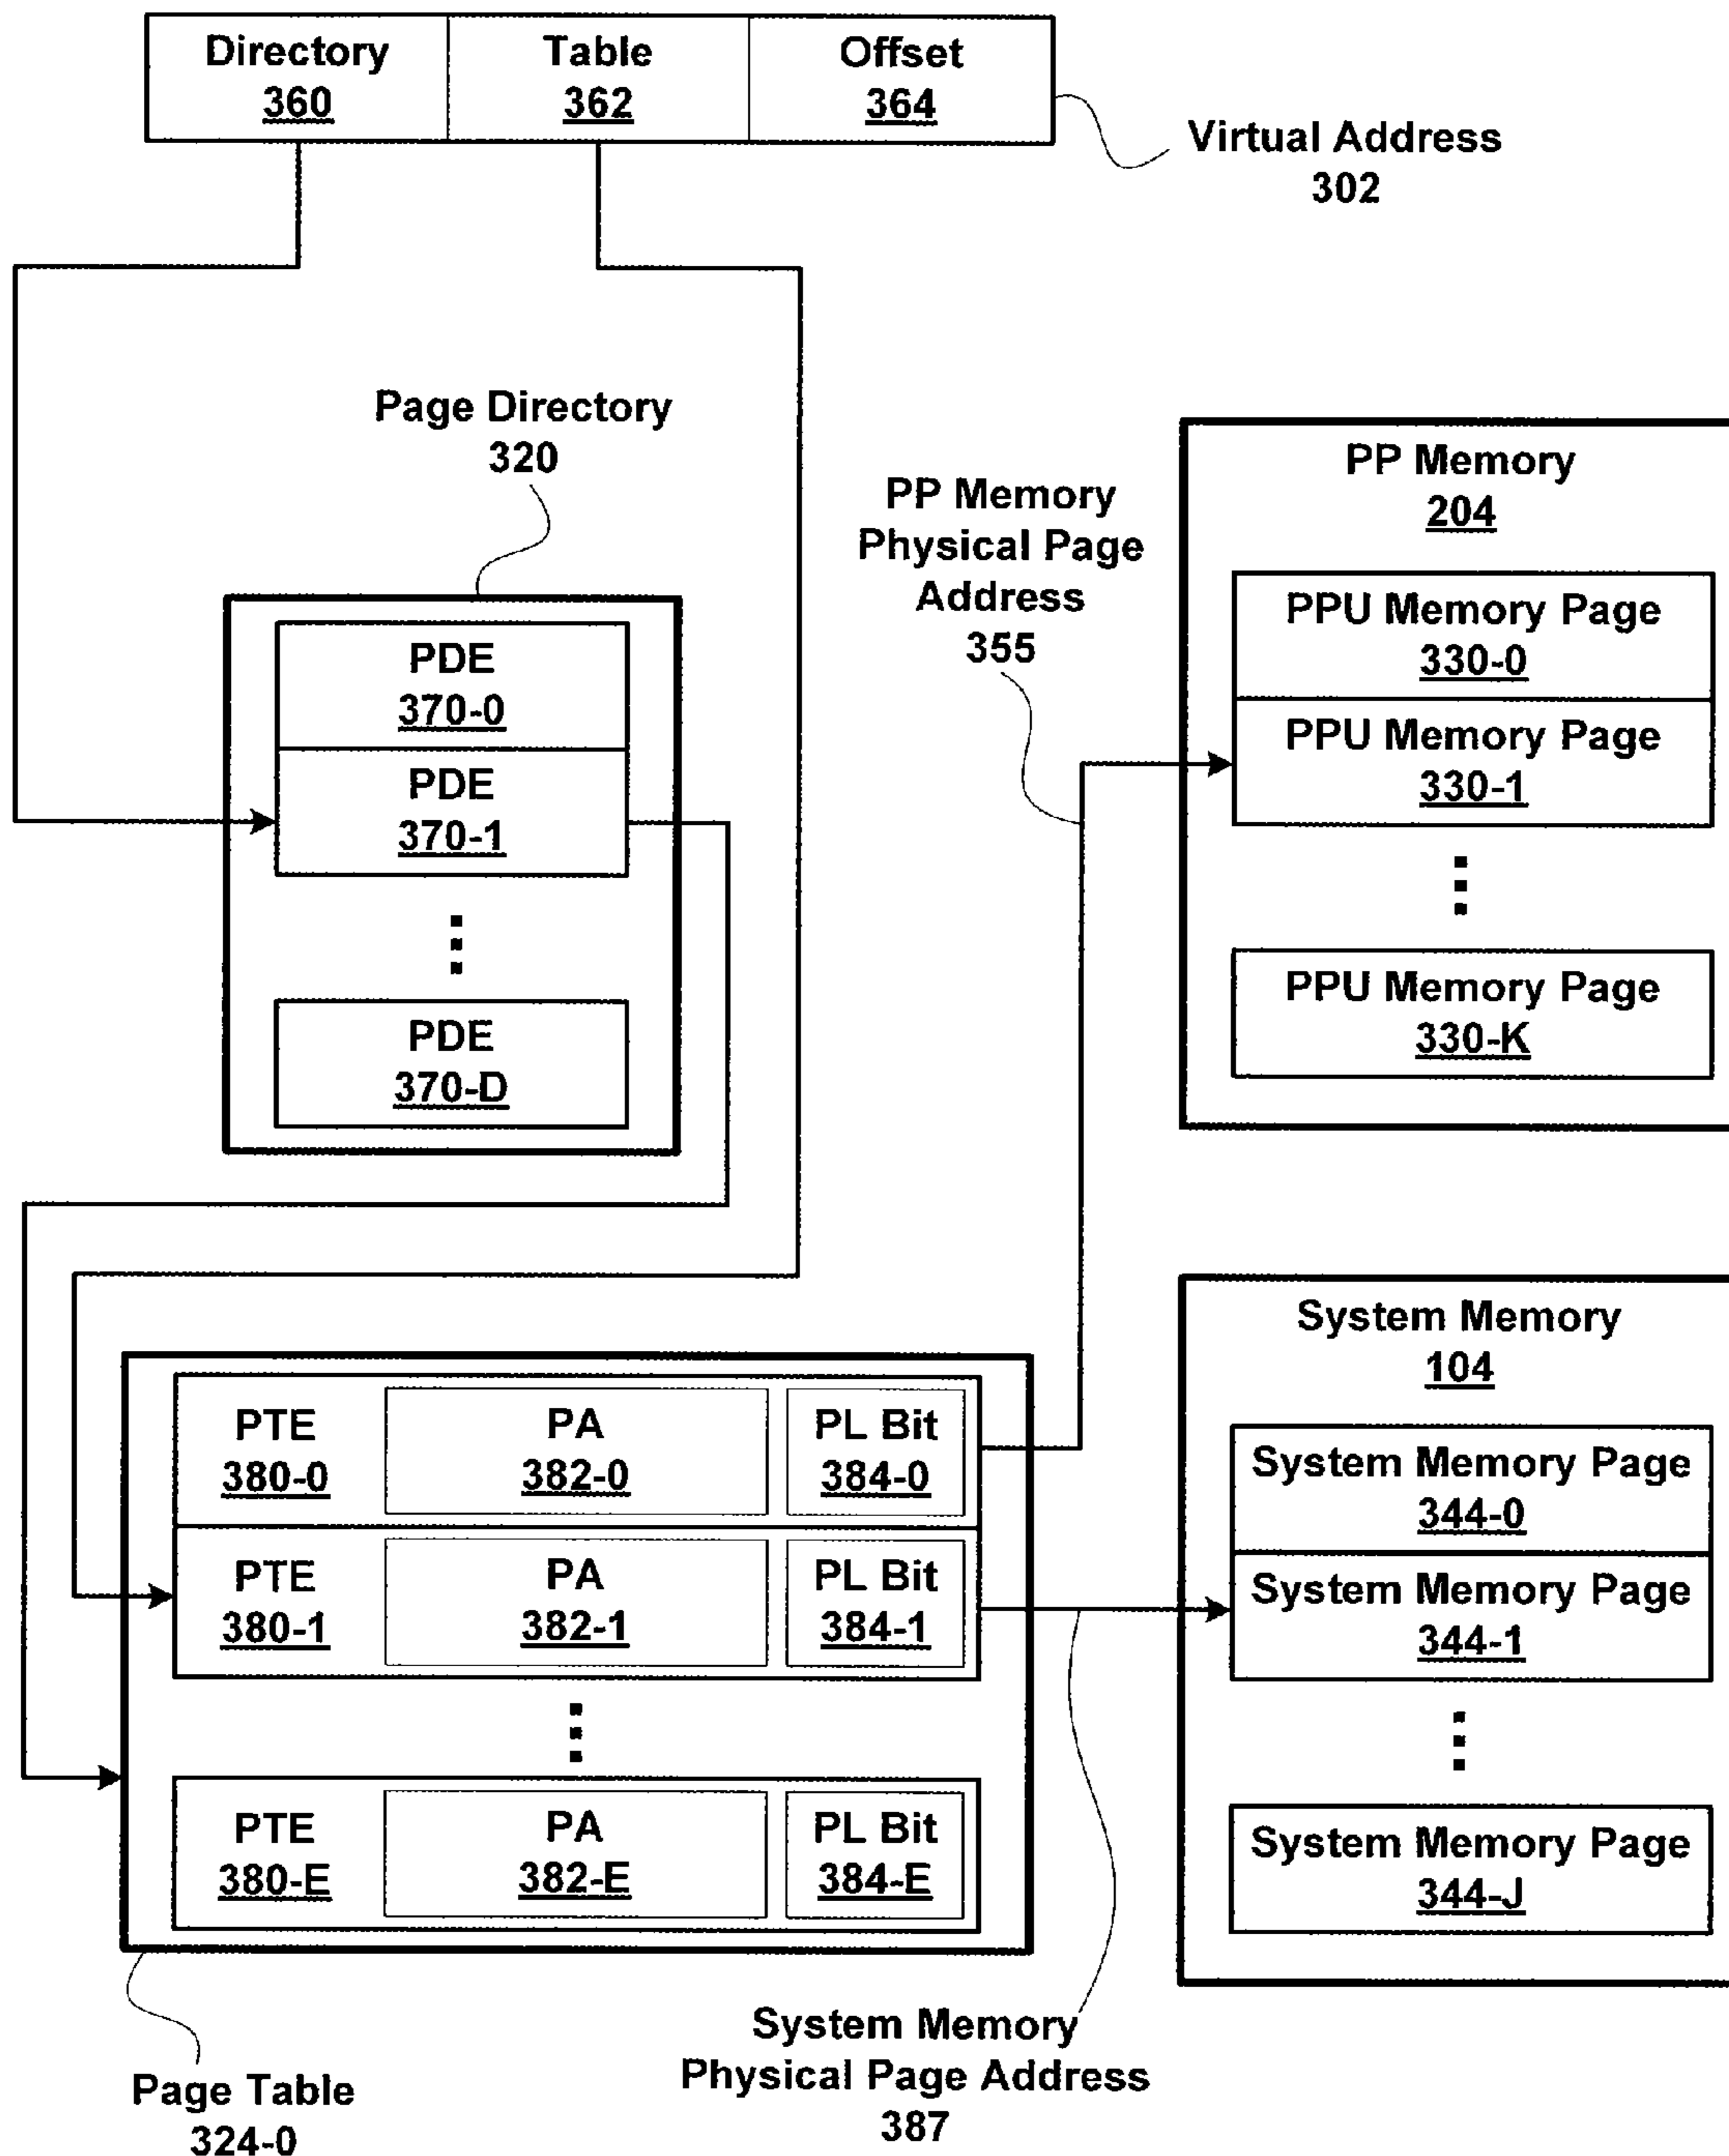 Directory
360
Table
362
Offset
364
Virtual Address
302
Page Directory
320
PDE
370-0
PDE
370-1
PDE
370-D
PP Memory
Physical Page
Address
355
PP Memory
204
PPU Memory Page
330-0
PPU Memory Page
330-1
PPU Memory Page
330-K
PTE
380-0
PA
382-0
PL Bit
384-0
PTE
380-1
PA
382-1
PL Bit
384-1
PTE
380-E
PA
382-E
PL Bit
384-E
System Memory
104
System Memory Page
344-0
System Memory Page
344-1
System Memory Page
344-J
Page Table
324-0
System Memory
Physical Page Address
387